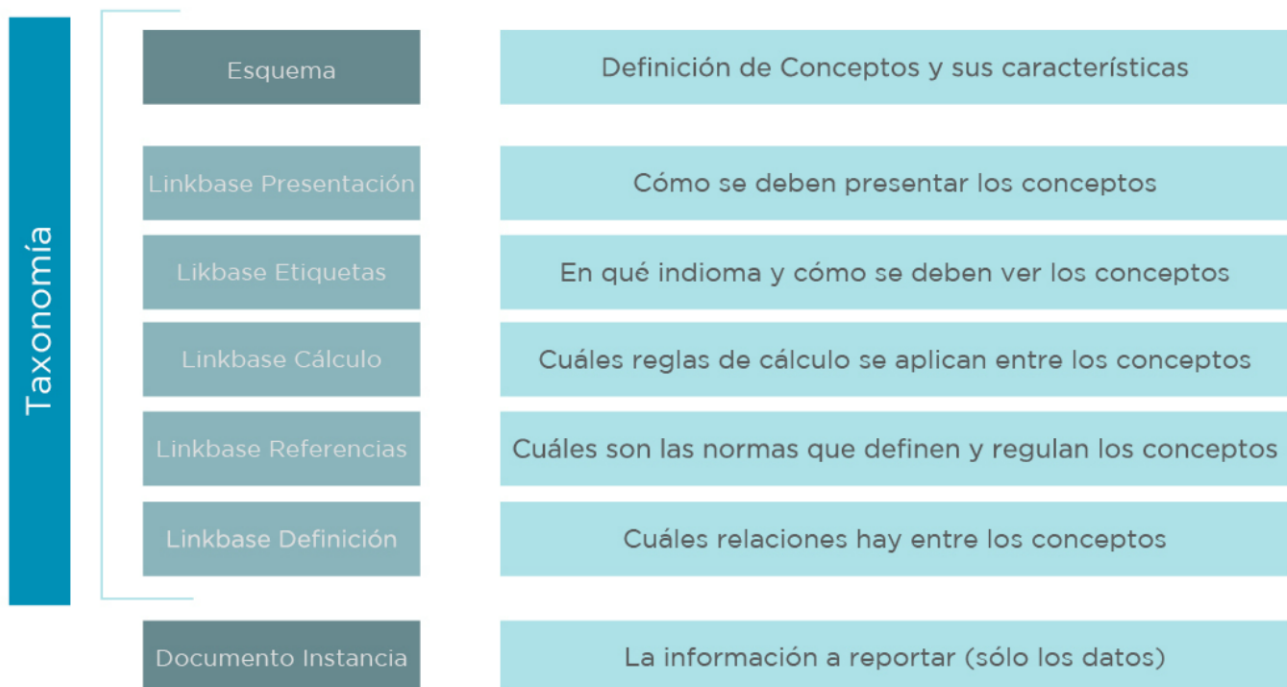 Taxonomía
Esquema
Definición de Conceptos y sus características
Linkbase Presentación
Cómo se deben presentar los conceptos
Likbase Etiquetas
En qué indioma y cómo se deben ver los conceptos
Linkbase Cálculo
Cuáles reglas de cálculo se aplican entre los conceptos
Linkbase Referencias
Cuáles son las normas que definen y regulan los conceptos
Linkbase Definición
Cuáles relaciones hay entre los conceptos
Documento Instancia
La información a reportar (sólo los datos)